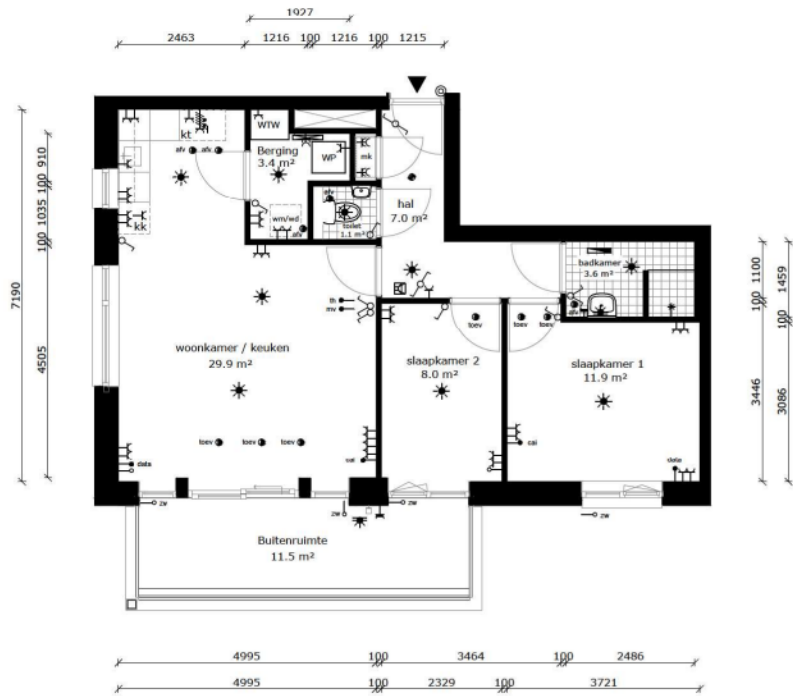 1927
2463 1216 100 1216 100 1215
kt
WTW
afv afv
Berging
3.4 m²
WP
mk
afv
hal
7.0 m²
kk
wm/wd
afv
toilet
1.1 m²
badkamer
3.6 m²
afv
th
mv
toev
toev toev
woonkamer / keuken
29.9 m²
slaapkamer 2
8.0 m²
slaapkamer 1
11.9 m²
toev toev toev
cai
data
cai
data
zw
zw
zw
zw
Buitenruimte
11.5 m²
7190
910
100
1035
100
4505
1100
100
3446
1459
100
3086
4995 100 3464 100 2486
4995 100 2329 100 3721